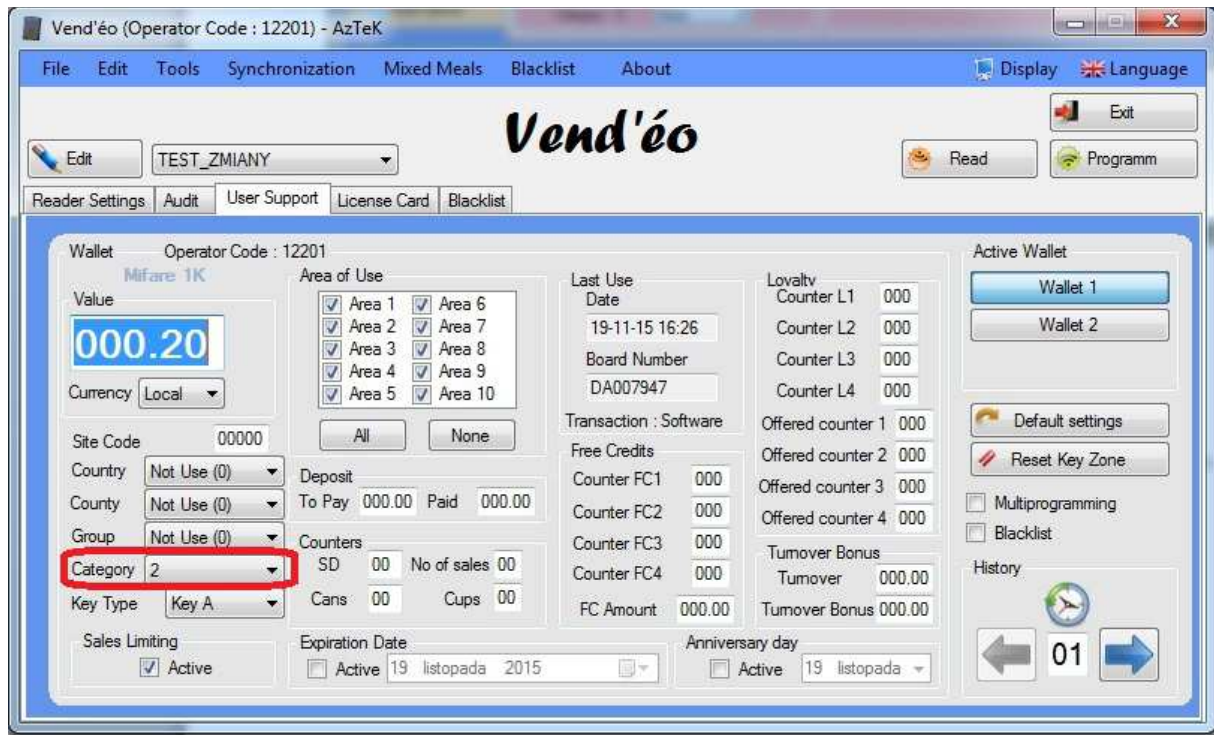 Vend'éo (Operator Code : 12201) - AzTeK
File Edit Tools Synchronization Mixed Meals Blacklist About Display Language
Vend'éo
Exit
Edit TEST_ZMIANY Read Programm
Reader Settings Audit User Support License Card Blacklist
Wallet Operator Code : 12201
Mifare 1K
Value
000.20
Currency Local
Site Code 00000
Country Not Use (0)
County Not Use (0)
Group Not Use (0)
Category 2
Key Type Key A
Sales Limiting
Active
Area of Use
Area 1 Area 6
Area 2 Area 7
Area 3 Area 8
Area 4 Area 9
Area 5 Area 10
All None
Deposit
To Pay 000.00 Paid 000.00
Counters
SD 00 No of sales 00
Cans 00 Cups 00
Expiration Date
Active 19 listopada 2015
Last Use
Date
19-11-15 16:26
Board Number
DA007947
Transaction : Software
Free Credits
Counter FC1 000
Counter FC2 000
Counter FC3 000
Counter FC4 000
FC Amount 000.00
Loyalty
Counter L1 000
Counter L2 000
Counter L3 000
Counter L4 000
Offered counter 1 000
Offered counter 2 000
Offered counter 3 000
Offered counter 4 000
Turnover Bonus
Turnover 000.00
Turnover Bonus 000.00
Anniversary day
Active 19 listopada
Active Wallet
Wallet 1
Wallet 2
Default settings
Reset Key Zone
Multiprogramming
Blacklist
History
01